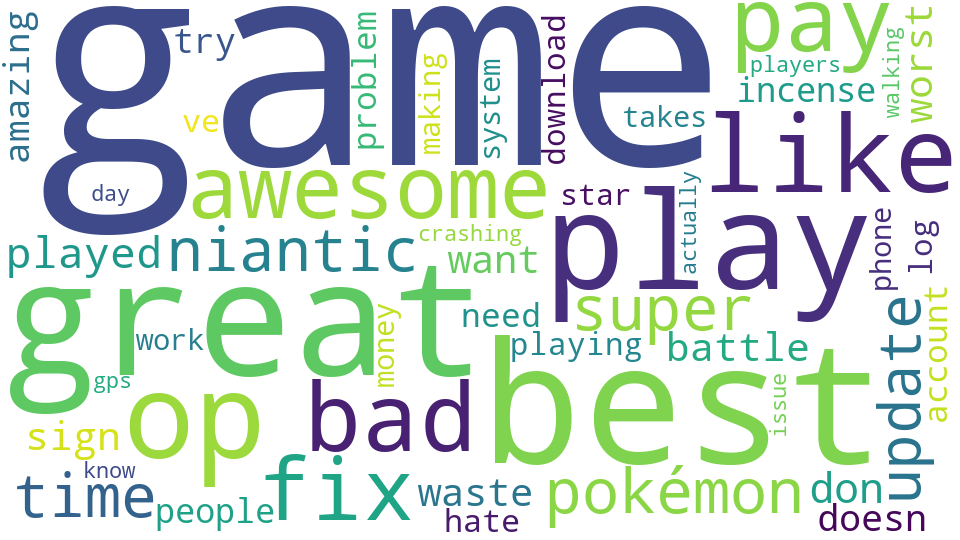 game
pay
amazing
try
problem
making
system
download
players
walking
worst
incense
ve
takes
like
awesome
day
star
actually
play
niantic
played
crashing
want
phone
log
great
super
need
work
money
playing
battle
update
account
gps
op
bad
best
issue
sign
know
time
people
fix
waste
hate
pokémon
don
doesn